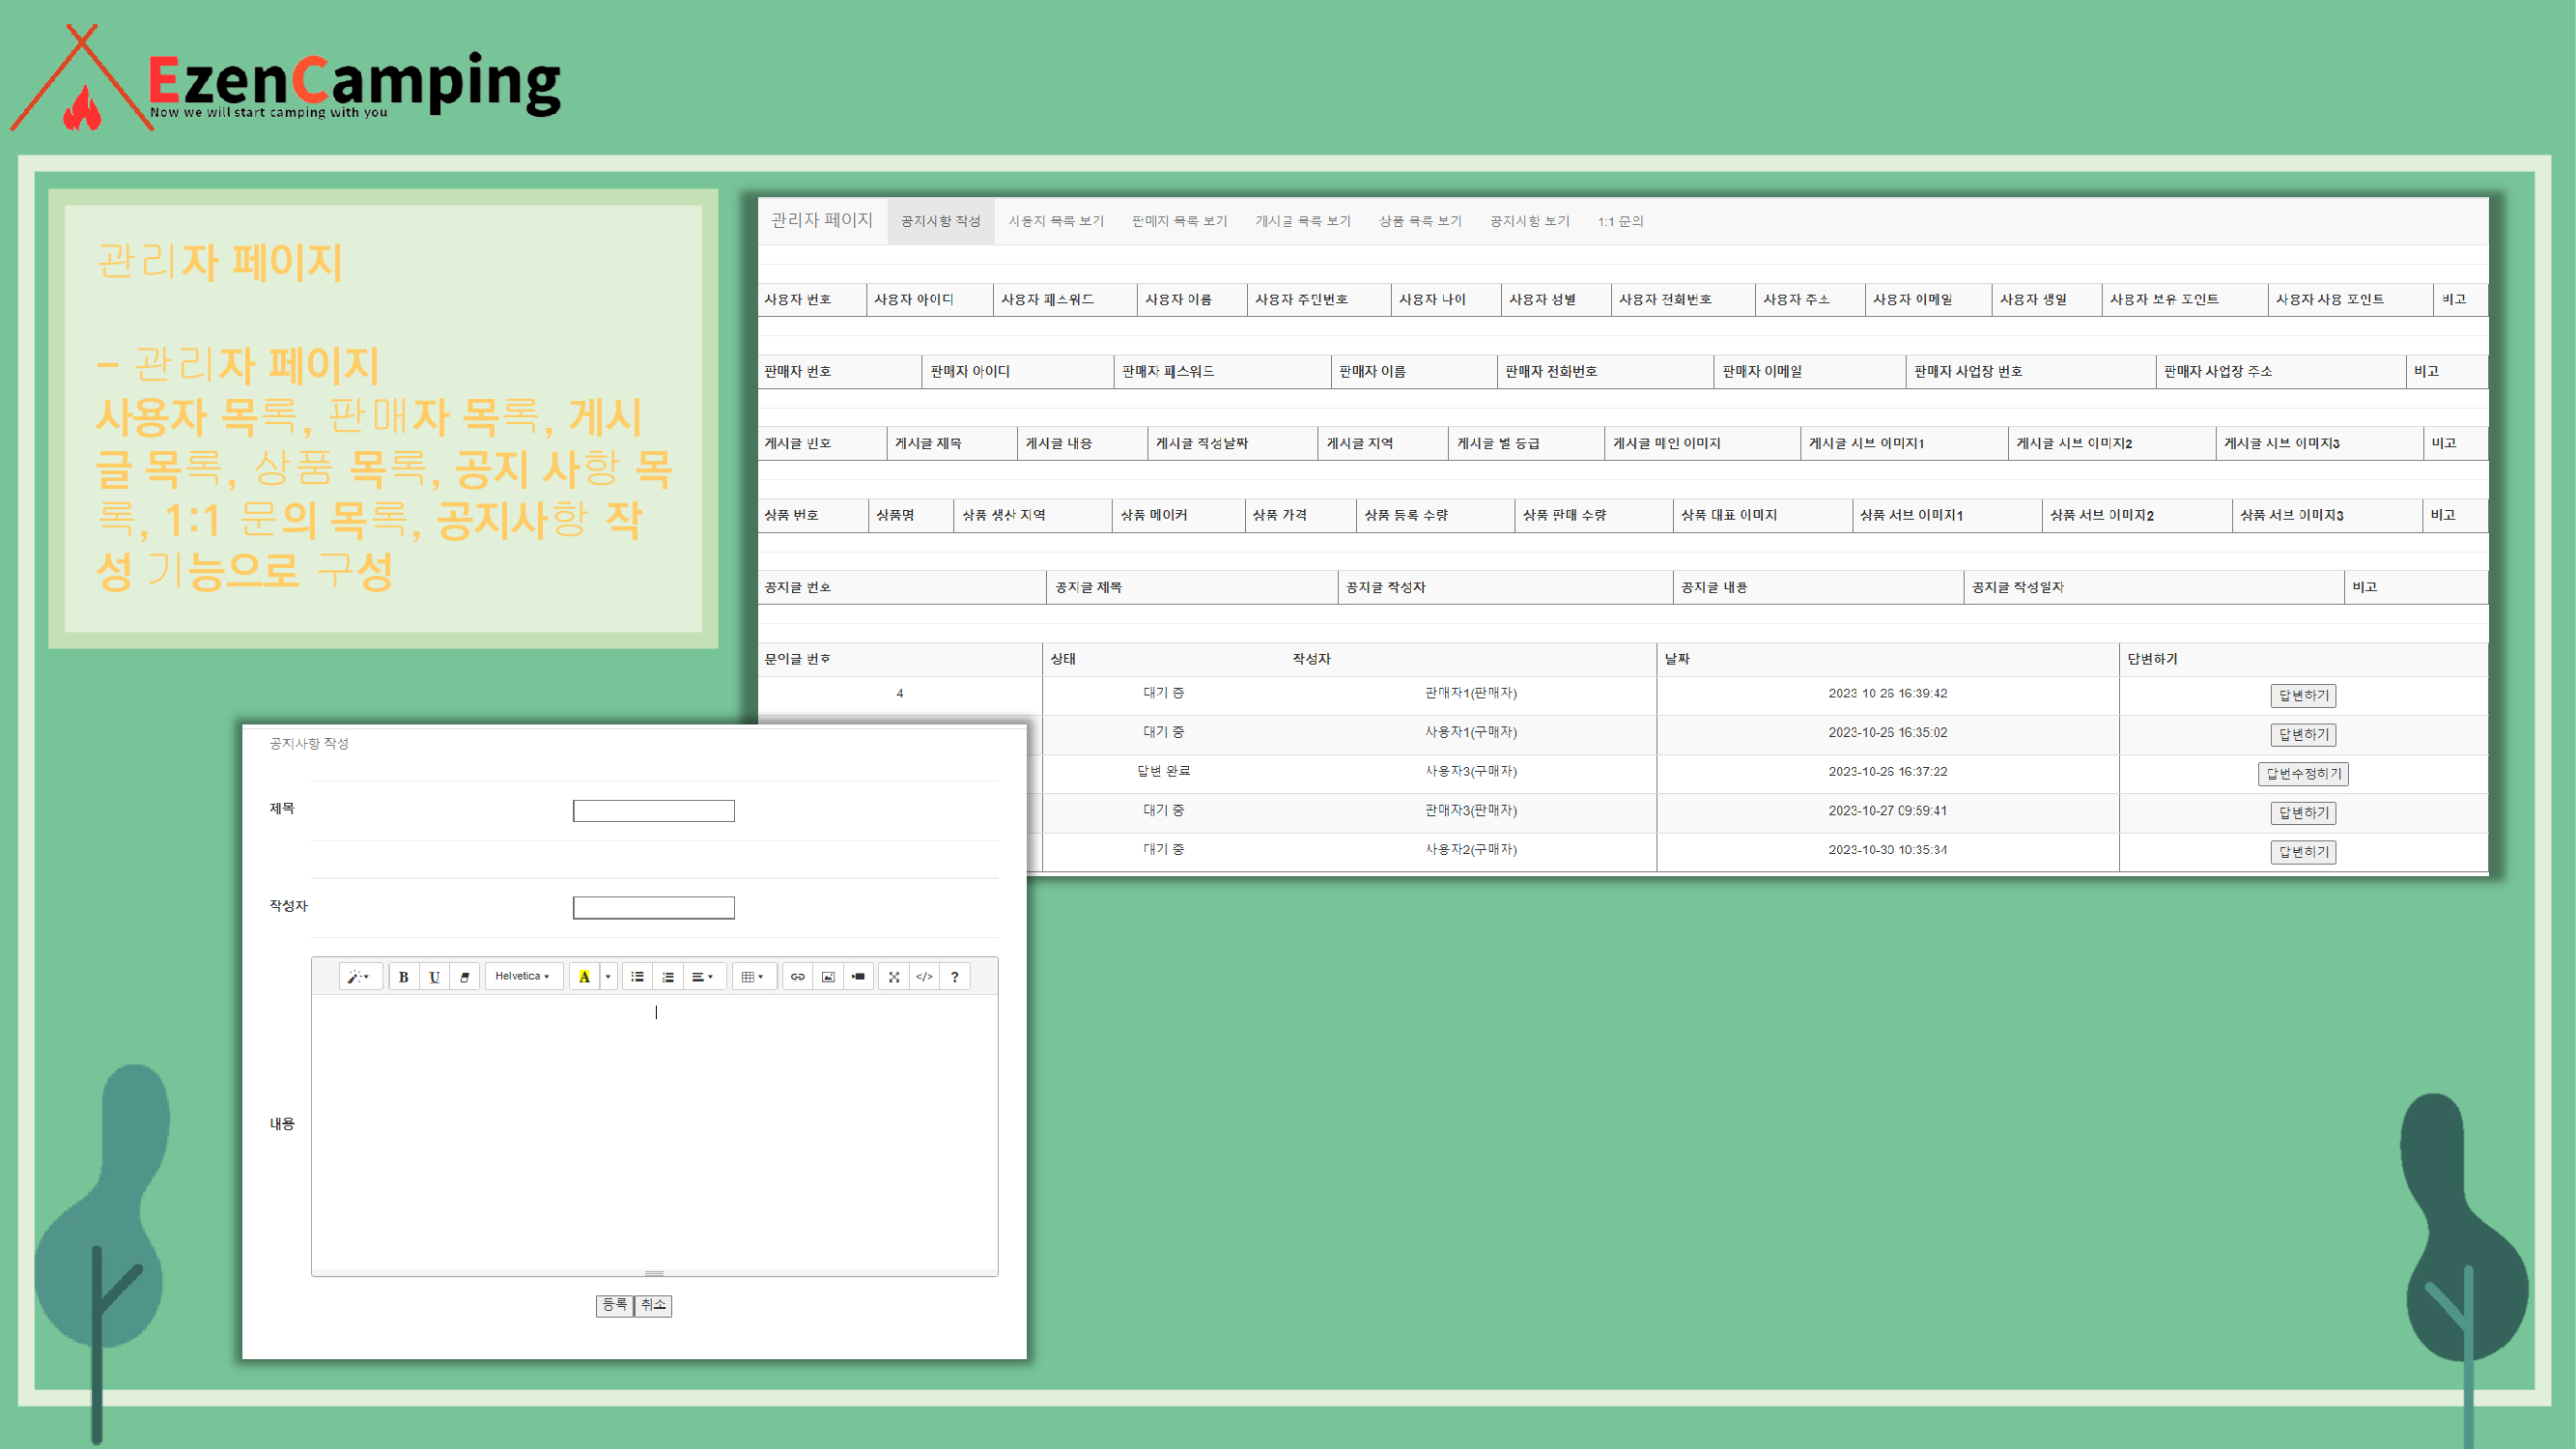 EzenCamping
Now we will start camping with you
관리자 페이지
– 관리자 페이지
사용자 목록, 판매자 목록, 게시
글 목록, 상품 목록, 공지 사항 목
록, 1:1 문의 목록, 공지사항 작
성 기능으로 구성
관리자 페이지 공지사항 작성 사용자 목록 보기 판매자 목록 보기 게시글 목록 보기 상품 목록 보기 공지사항 보기 1:1 문의
사용자 번호 사용자 아이디 사용자 패스워드 사용자 이름 사용자 주민번호 사용자 나이 사용자 성별 사용자 전화번호 사용자 주소 사용자 이메일 사용자 생일 사용자 보유 포인트 사용자 사용 포인트 비고
판매자 번호 판매자 아이디 판매자 패스워드 판매자 이름 판매자 전화번호 판매자 이메일 판매자 사업장 번호 판매자 사업장 주소 비고
게시글 번호 게시글 제목 게시글 내용 게시글 작성날짜 게시글 지역 게시글 별 등급 게시글 메인 이미지 게시글 서브 이미지1 게시글 서브 이미지2 게시글 서브 이미지3 비고
상품 번호 상품명 상품 생산 지역 상품 메이커 상품 가격 상품 등록 수량 상품 판매 수량 상품 대표 이미지 상품 서브 이미지1 상품 서브 이미지2 상품 서브 이미지3 비고
공지글 번호 공지글 제목 공지글 작성자 공지글 내용 공지글 작성일자 비고
문의글 번호 상태 작성자 날짜 답변하기
4 대기 중 판매자1(판매자) 2023-10-26 16:39:42 답변하기
대기 중 사용자1(구매자) 2023-10-26 16:35:02 답변하기
답변 완료 사용자3(구매자) 2023-10-26 16:37:22 답변수정하기
대기 중 판매자3(판매자) 2023-10-27 09:59:41 답변하기
대기 중 사용자2(구매자) 2023-10-30 10:35:34 답변하기
공지사항 작성
제목
작성자
B U Helvetica A </> ?
내용
등록 취소